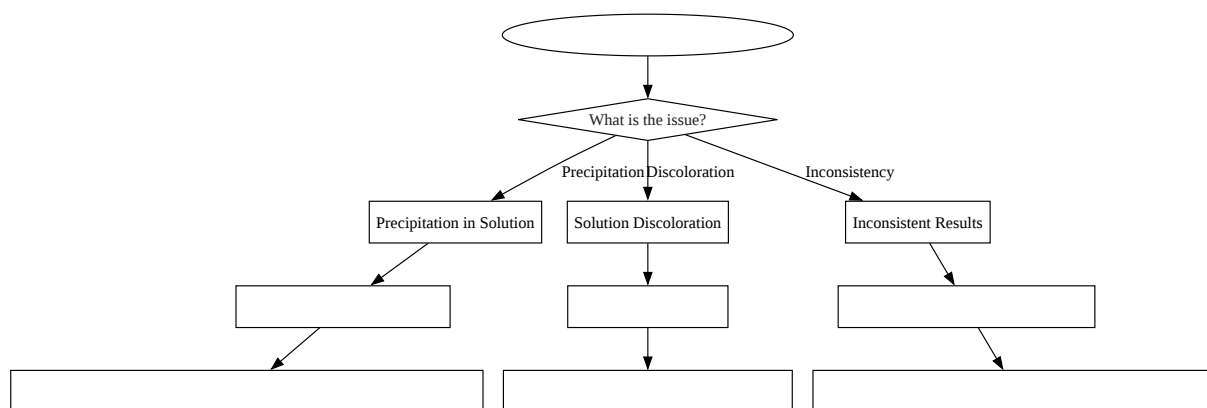 What is the issue?
Precipitation
Discoloration
Inconsistency
Precipitation in Solution
Solution Discoloration
Inconsistent Results